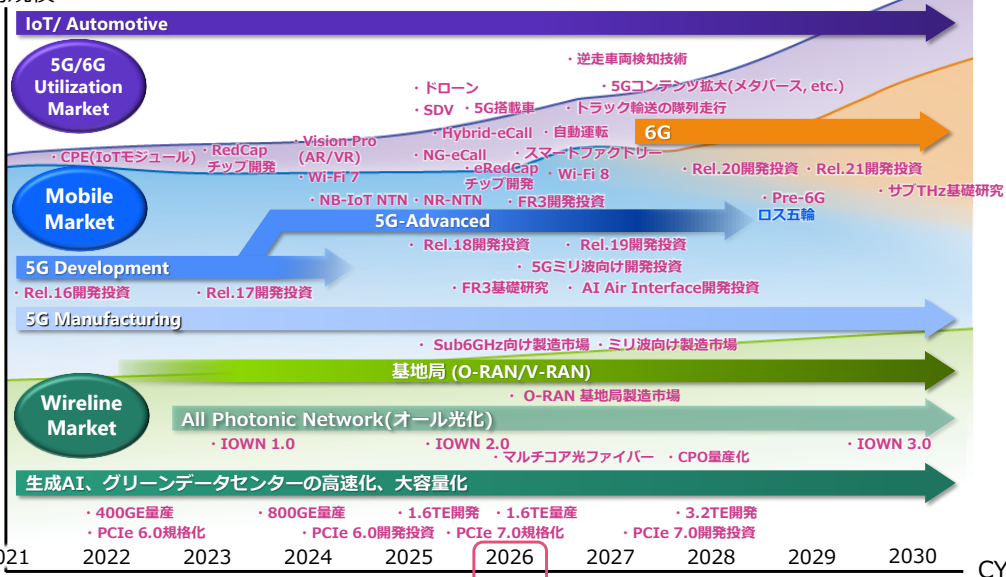 IoT/ Automotive
5G/6G
Utilization
Market
・逆走車両検知技術
・ドローン
・5Gコンテンツ拡大(メタバース, etc.)
・SDV ・5G搭載車 ・トラック輸送の隊列走行
・Hybrid-eCall ・自動運転
6G
・CPE(IoTモジュール)
・RedCap
チップ開発
・Vision Pro
(AR/VR)
・NG-eCall ・スマートファクトリー
・Wi-Fi 7
・eRedCap
チップ開発
・Wi-Fi 8
・Rel.20開発投資 ・Rel.21開発投資
Mobile
Market
・NB-IoT NTN・NR-NTN ・FR3開発投資
・Pre-6G
・サブTHz基礎研究
ロス五輪
5G-Advanced
・Rel.18開発投資 ・Rel.19開発投資
5G Development
・5Gミリ波向け開発投資
・Rel.16開発投資 ・Rel.17開発投資
・FR3基礎研究 ・AI Air Interface開発投資
5G Manufacturing
・Sub6GHz向け製造市場 ・ミリ波向け製造市場
基地局 (O-RAN/V-RAN)
・O-RAN 基地局製造市場
Wireline
Market
All Photonic Network(オール光化)
・IOWN 1.0 ・IOWN 2.0 ・IOWN 3.0
・マルチコア光ファイバー ・CPO量産化
生成AI、グリーンデータセンターの高速化、大容量化
・400GE量産 ・800GE量産 ・1.6TE開発 ・1.6TE量産 ・3.2TE開発
・PCIe 6.0規格化 ・PCIe 6.0開発投資 ・PCIe 7.0規格化 ・PCIe 7.0開発投資
2022 2023 2024 2025 2026 2027 2028 2029 2030
CY